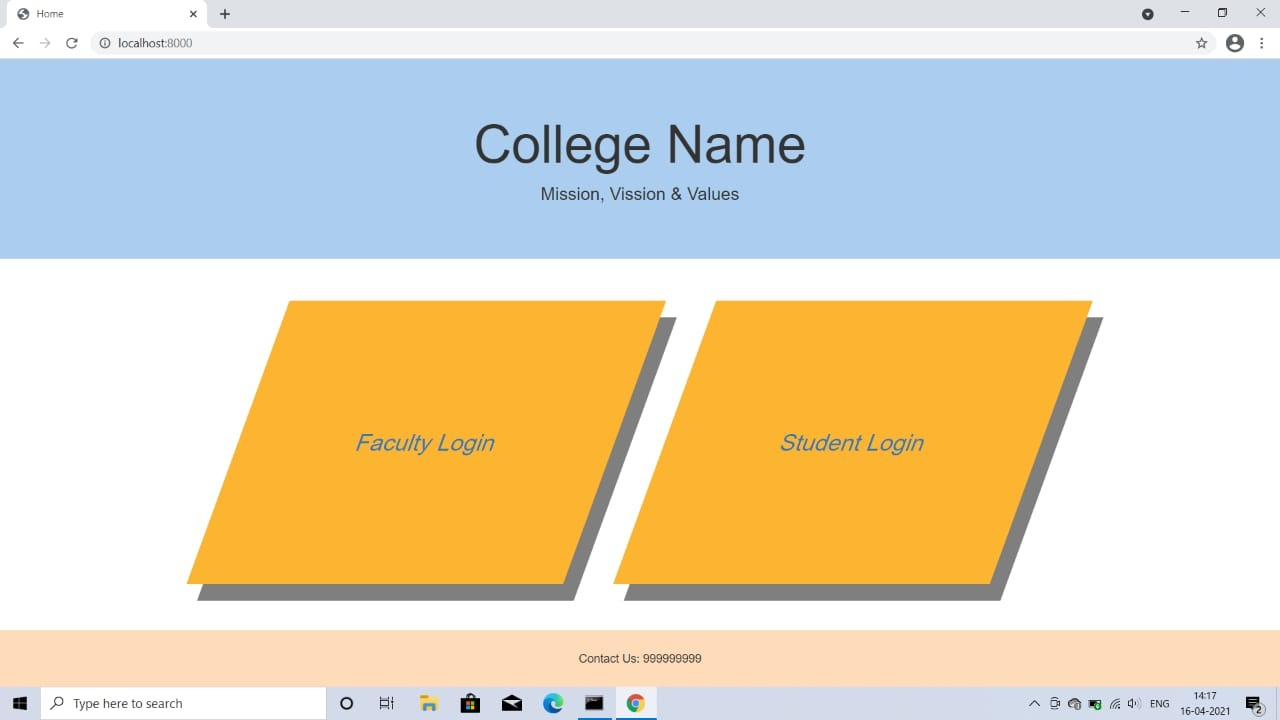 Home
localhost:8000
College Name
Mission, Vission & Values
Faculty Login
Student Login
Contact Us: 999999999
Type here to search
ENG
14:17
16-04-2021
2